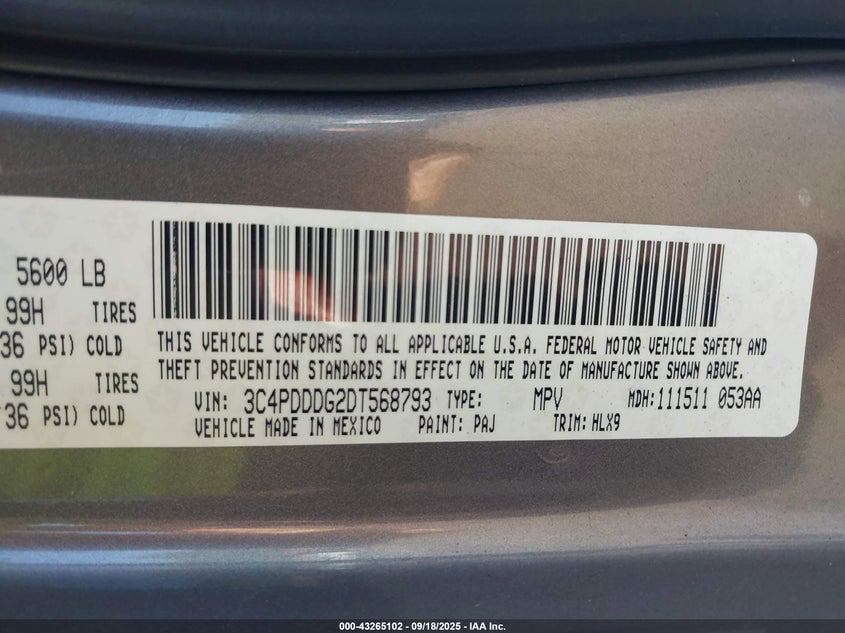 5600 LB
99H TIRES
36 PSI) COLD
99H TIRES
36 PSI) COLD
THIS VEHICLE CONFORMS TO ALL APPLICABLE U.S.A. FEDERAL MOTOR VEHICLE SAFETY AND
THEFT PREVENTION STANDARDS IN EFFECT ON THE DATE OF MANUFACTURE SHOWN ABOVE.
VIN: 3C4PDDDG2DT568793 TYPE: MPV MDH:111511 053AA
VEHICLE MADE IN MEXICO PAINT: PAJ TRIM: HLX9
000-43265102 - 09/18/2025 - IAA Inc.